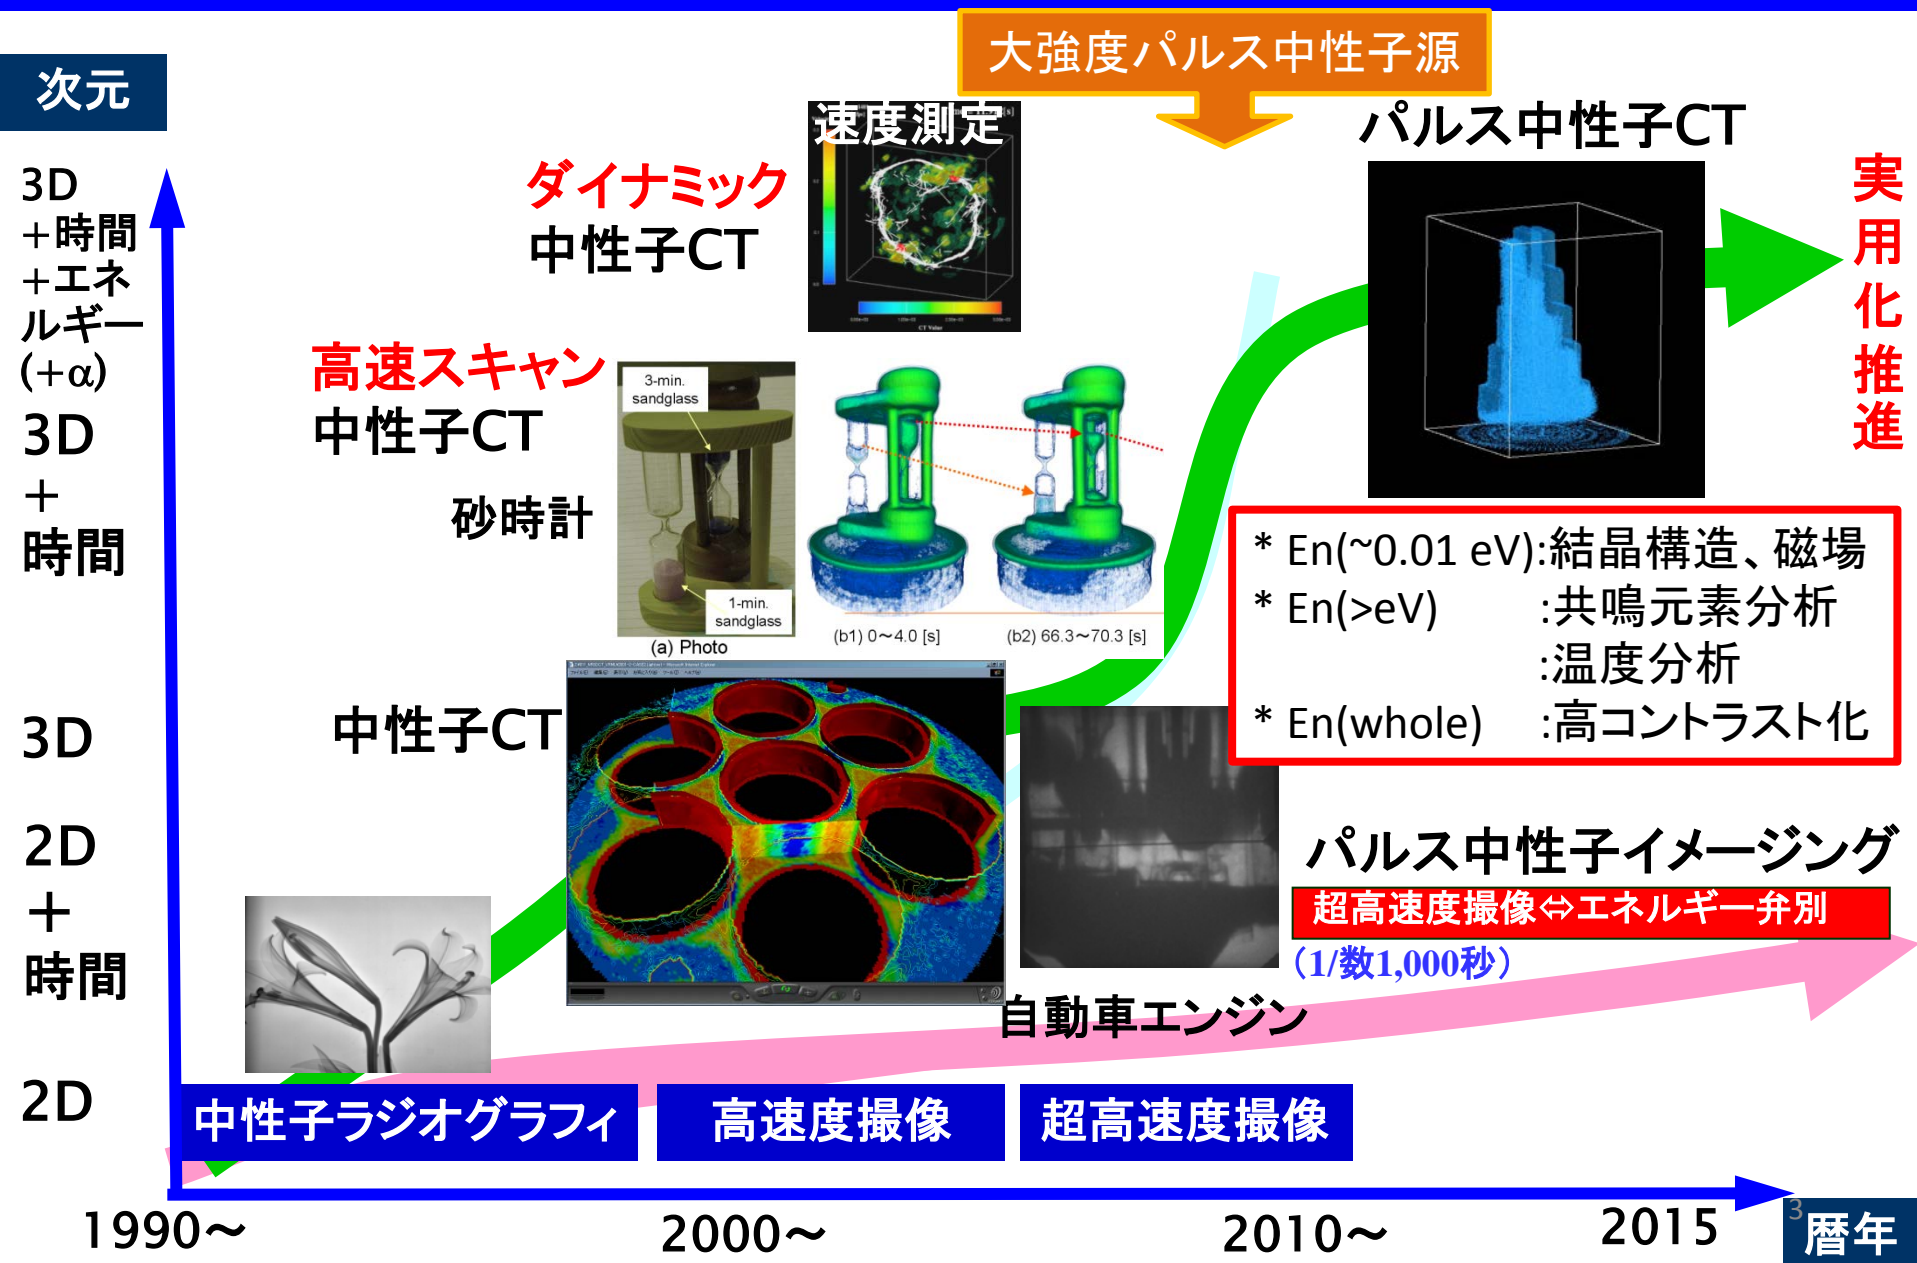 大強度パルス中性子源
次元
速度測定
パルス中性子CT
ダイナミック
中性子CT
3D
+時間
+エネ
ルギー
(+α)
実用化推進
高速スキャン
中性子CT
砂時計
3-min.
sandglass
1-min.
sandglass
(a) Photo
(b1) 0～4.0 [s]
(b2) 66.3～70.3 [s]
CT Value
3D
+
時間
* En(~0.01 eV):結晶構造、磁場
* En(>eV) :共鳴元素分析
:温度分析
* En(whole) :高コントラスト化
3D
中性子CT
2D
+
時間
パルス中性子イメージング
超高速度撮像⇔エネルギー弁別
（1/数1,000秒）
自動車エンジン
2D
中性子ラジオグラフィ
高速度撮像
超高速度撮像
1990～
2000～
2010～
2015
3
暦年